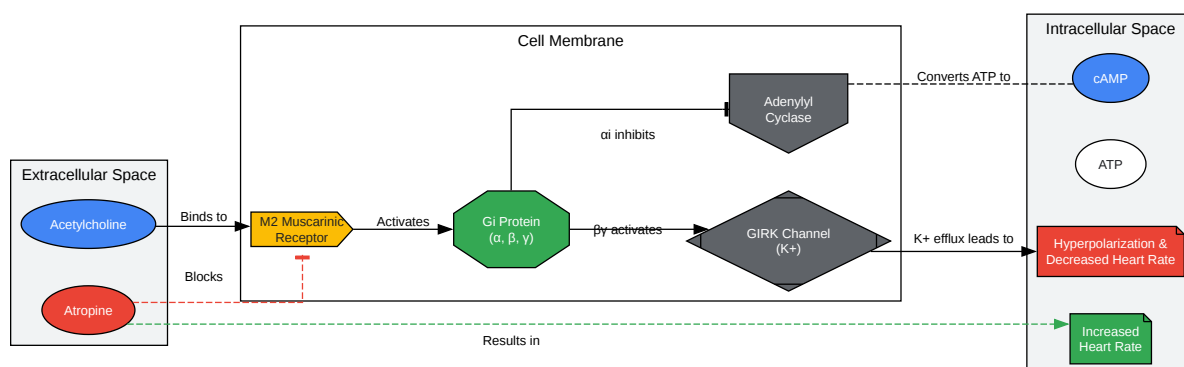 Extracellular Space
Acetylcholine
Atropine
Binds to
Blocks
Cell Membrane
M2 Muscarinic
Receptor
Activates
Gi Protein
(α, β, γ)
αi inhibits
βγ activates
Adenylyl
Cyclase
GIRK Channel
(K+)
Converts ATP to
K+ efflux leads to
Results in
Intracellular Space
cAMP
ATP
Hyperpolarization &
Decreased Heart Rate
Increased
Heart Rate